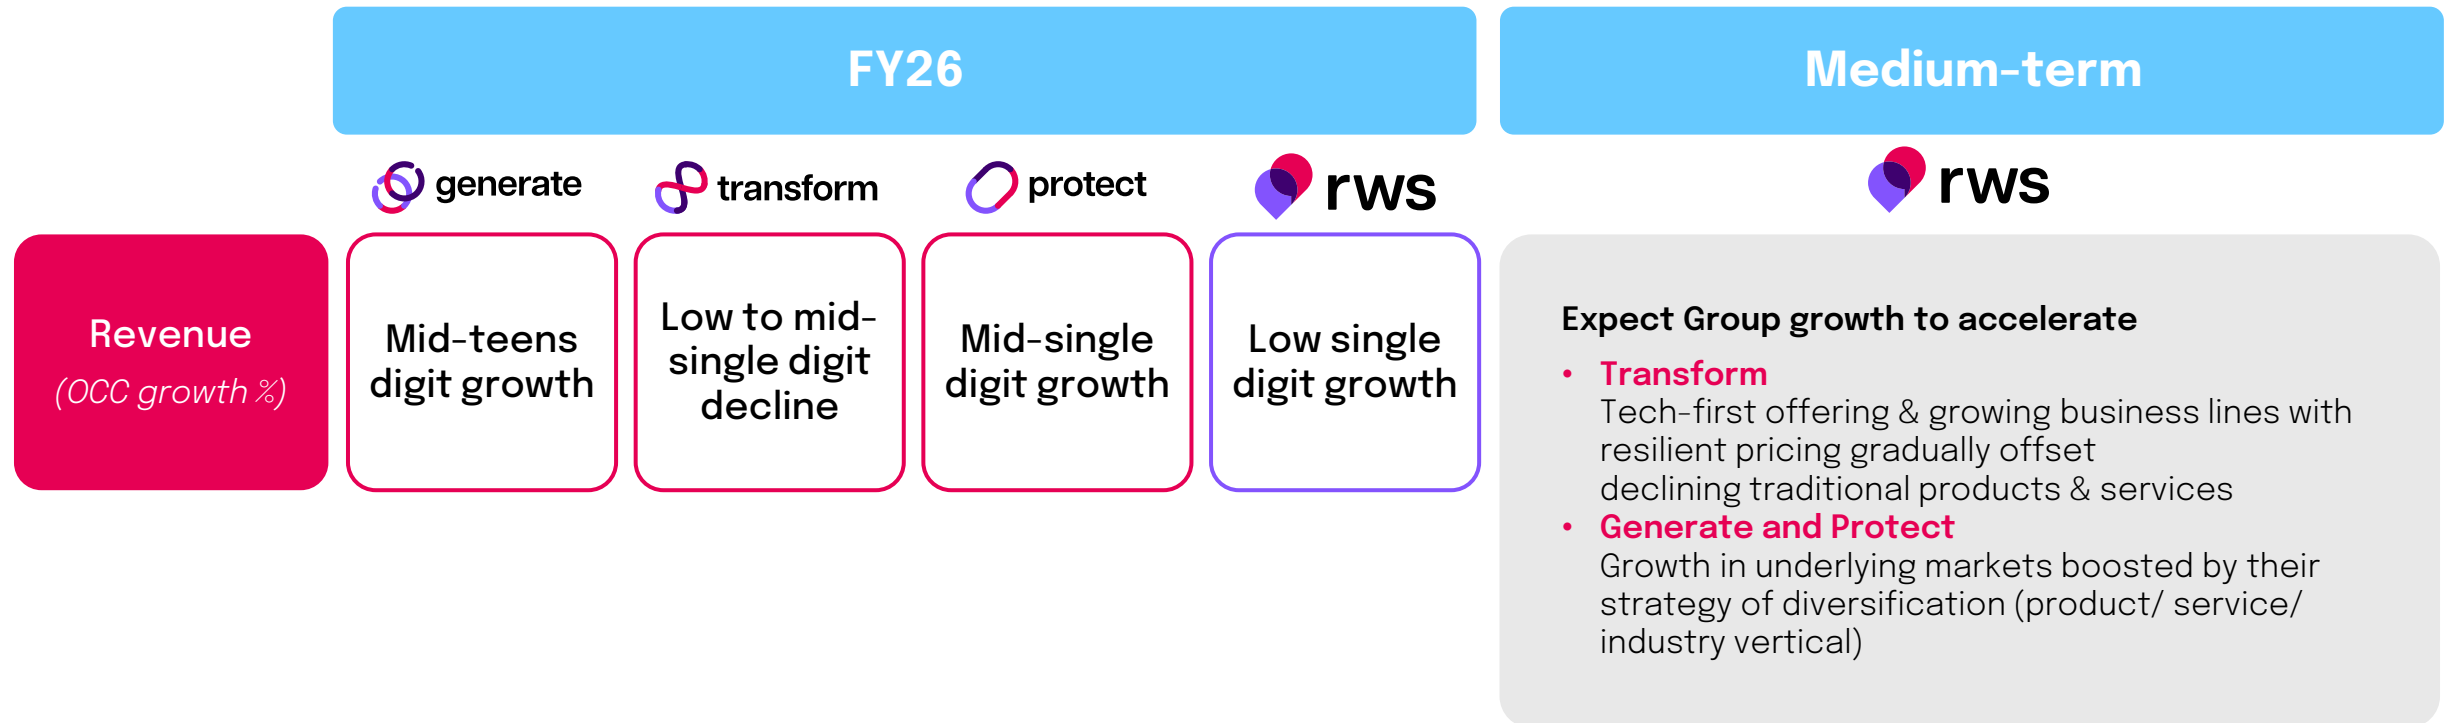 FY26
Medium-term
generate
transform
protect
rws
rws
Revenue
(OCC growth %)
Mid-teens
digit growth
Low to mid-
single digit
decline
Mid-single
digit growth
Low single
digit growth
Expect Group growth to accelerate
• Transform
Tech-first offering & growing business lines with
resilient pricing gradually offset
declining traditional products & services
• Generate and Protect
Growth in underlying markets boosted by their
strategy of diversification (product/ service/
industry vertical)